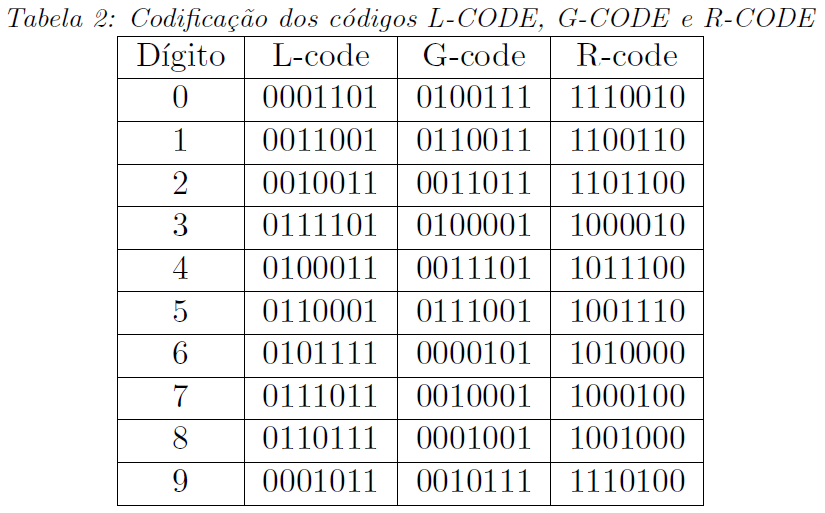 Tabela 2: Codificação dos códigos L-CODE, G-CODE e R-CODE
Dígito L-code G-code R-code
0 0001101 0100111 1110010
1 0011001 0110011 1100110
2 0010011 0011011 1101100
3 0111101 0100001 1000010
4 0100011 0011101 1011100
5 0110001 0111001 1001110
6 0101111 0000101 1010000
7 0111011 0010001 1000100
8 0110111 0001001 1001000
9 0001011 0010111 1110100